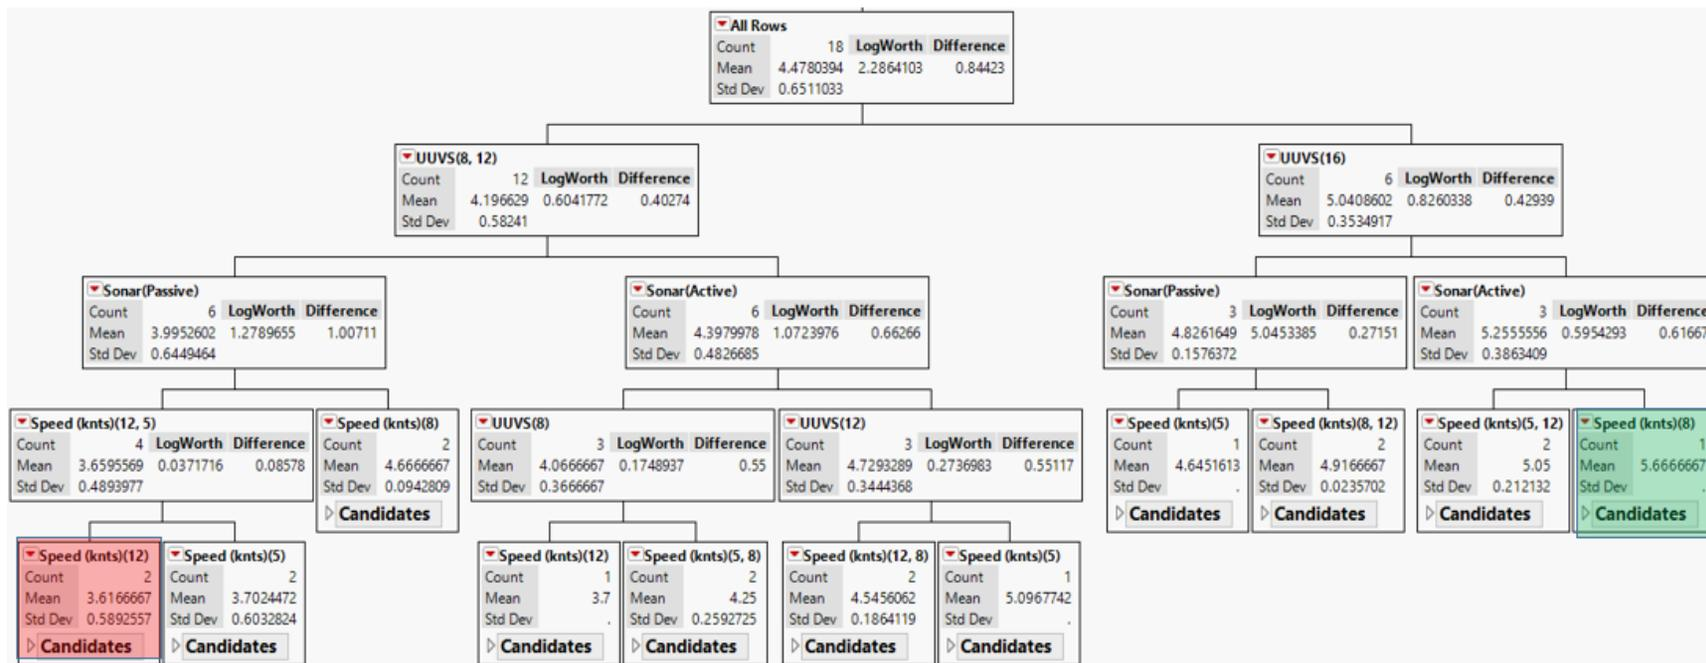 All Rows
Count 18 LogWorth Difference
Mean 4.4780394 2.2864103 0.84423
Std Dev 0.6511033
UUVS(8, 12)
Count 12 LogWorth Difference
Mean 4.196629 0.6041772 0.40274
Std Dev 0.58241
UUVS(16)
Count 6 LogWorth Difference
Mean 5.0408602 0.8260338 0.42939
Std Dev 0.3534917
Sonar(Passive)
Count 6 LogWorth Difference
Mean 3.9952602 1.2789655 1.00711
Std Dev 0.6449464
Sonar(Active)
Count 6 LogWorth Difference
Mean 4.3979978 1.0723976 0.66266
Std Dev 0.4826685
Sonar(Passive)
Count 3 LogWorth Difference
Mean 4.8261649 5.0453385 0.27151
Std Dev 0.1576372
Sonar(Active)
Count 3 LogWorth Difference
Mean 5.2555556 0.5954293 0.61667
Std Dev 0.3863409
Speed (knts)(12, 5)
Count 4 LogWorth Difference
Mean 3.6595569 0.0371716 0.08578
Std Dev 0.4893977
Speed (knts)(8)
Count 2
Mean 4.6666667
Std Dev 0.0942809
Candidates
UUVS(8)
Count 3 LogWorth Difference
Mean 4.0666667 0.1748937 0.55
Std Dev 0.3666667
UUVS(12)
Count 3 LogWorth Difference
Mean 4.7293289 0.2736983 0.55117
Std Dev 0.3444368
Speed (knts)(5)
Count 1
Mean 4.6451613
Std Dev .
Candidates
Speed (knts)(8, 12)
Count 2
Mean 4.9166667
Std Dev 0.0235702
Candidates
Speed (knts)(5, 12)
Count 2
Mean 5.05
Std Dev 0.212132
Candidates
Speed (knts)(8)
Count 1
Mean 5.6666667
Std Dev .
Candidates
Speed (knts)(12)
Count 2
Mean 3.6166667
Std Dev 0.5892557
Candidates
Speed (knts)(5)
Count 2
Mean 3.7024472
Std Dev 0.6032824
Candidates
Speed (knts)(12)
Count 1
Mean 3.7
Std Dev .
Candidates
Speed (knts)(5, 8)
Count 2
Mean 4.25
Std Dev 0.2592725
Candidates
Speed (knts)(12, 8)
Count 2
Mean 4.5456062
Std Dev 0.1864119
Candidates
Speed (knts)(5)
Count 1
Mean 5.0967742
Std Dev .
Candidates